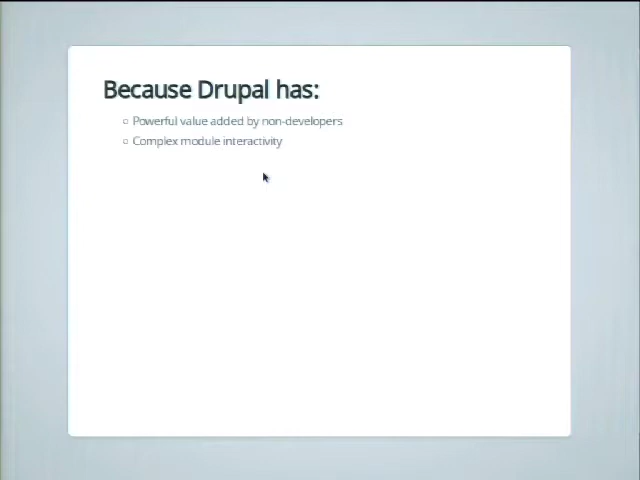 Because Drupal has:
Powerful value added by non-developers
Complex module interactivity